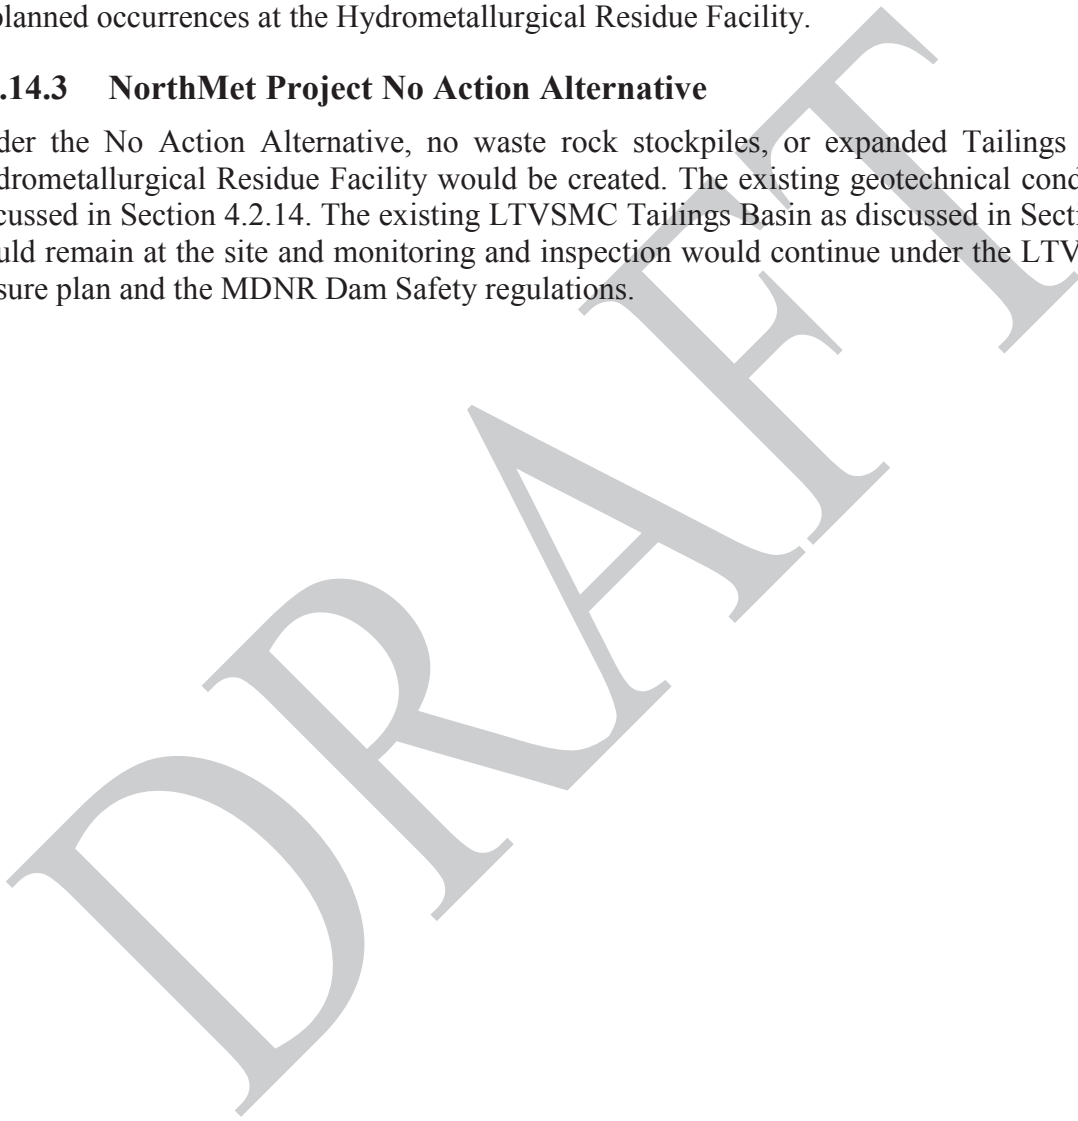 planned occurrences at the Hydrometallurgical Residue Facility.
.14.3 NorthMet Project No Action Alternative
der the No Action Alternative, no waste rock stockpiles, or expanded Tailings
drometallurgical Residue Facility would be created. The existing geotechnical cond
cussed in Section 4.2.14. The existing LTVSMC Tailings Basin as discussed in Secti
uld remain at the site and monitoring and inspection would continue under the LTV
sure plan and the MDNR Dam Safety regulations.
DRAFT